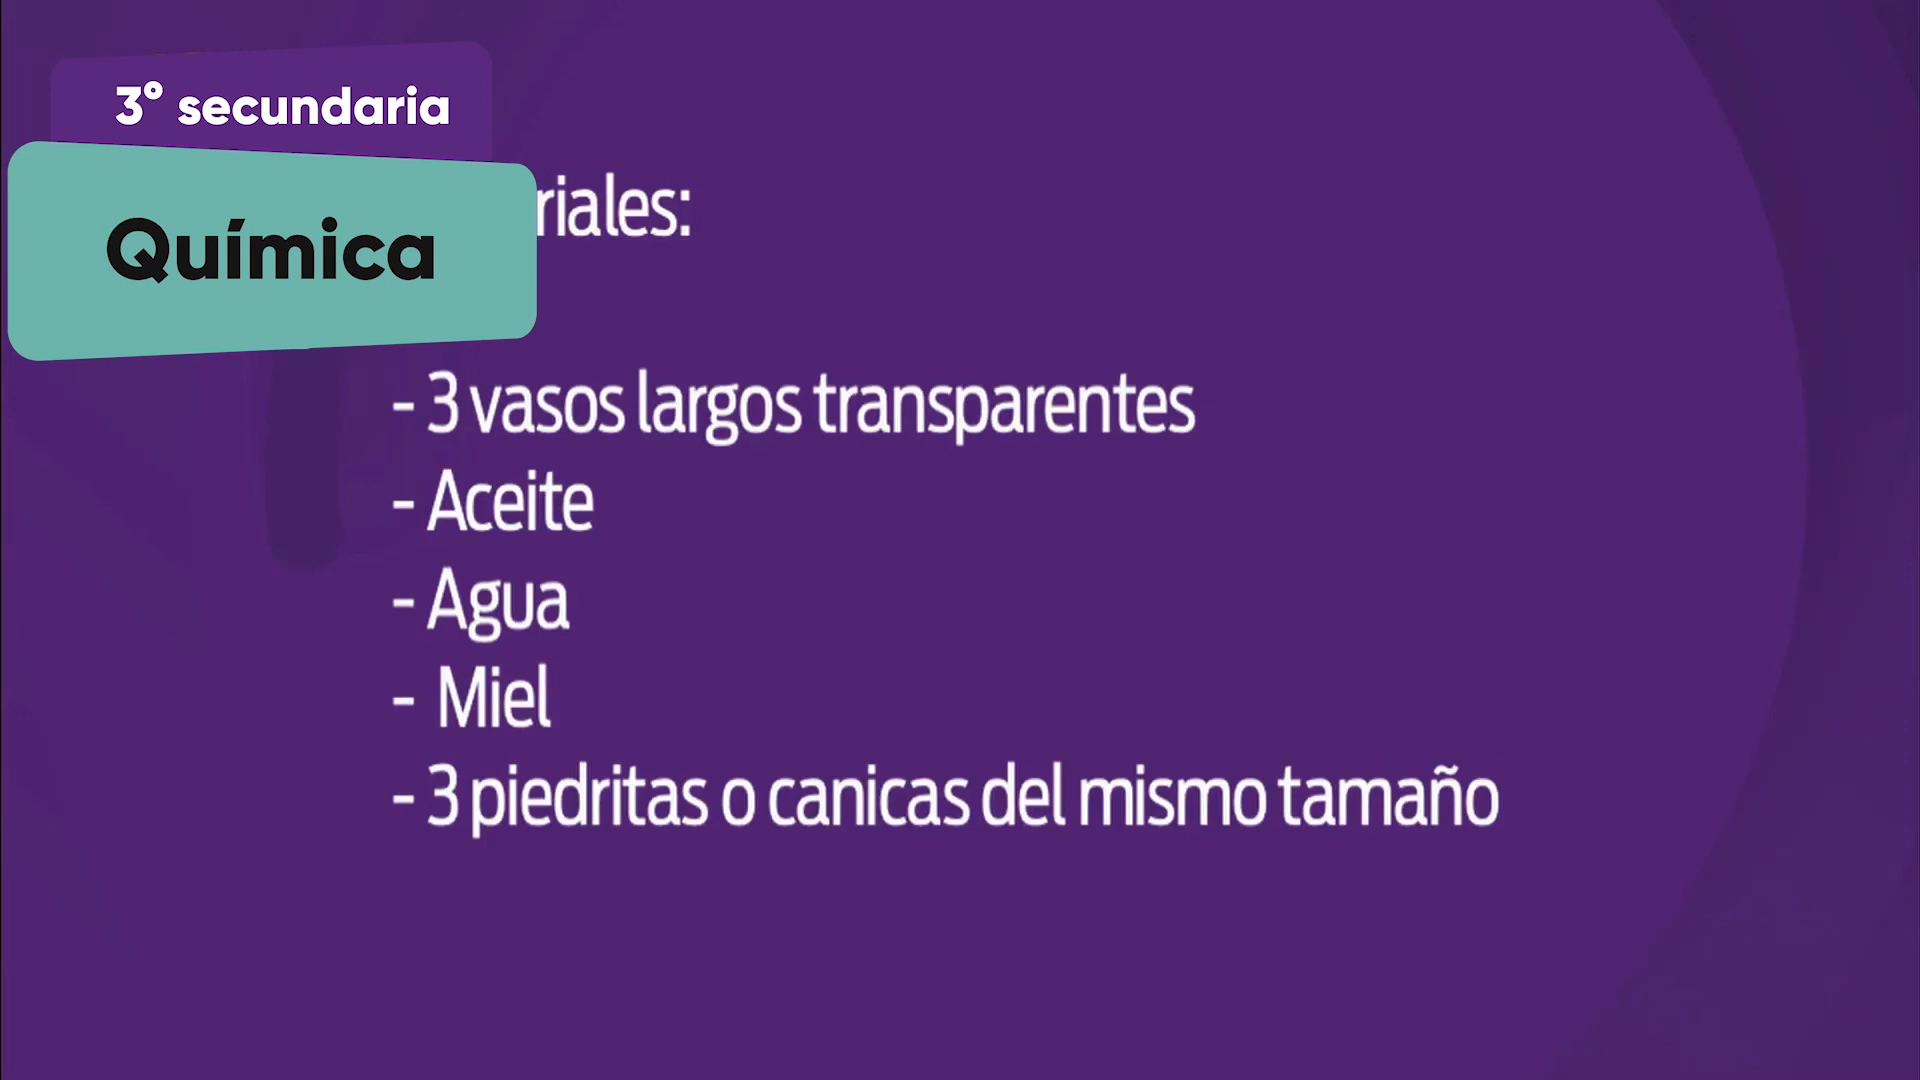 3° secundaria
Química
riales:
- 3 vasos largos transparentes
- Aceite
- Agua
- Miel
- 3 piedritas o canicas del mismo tamaño